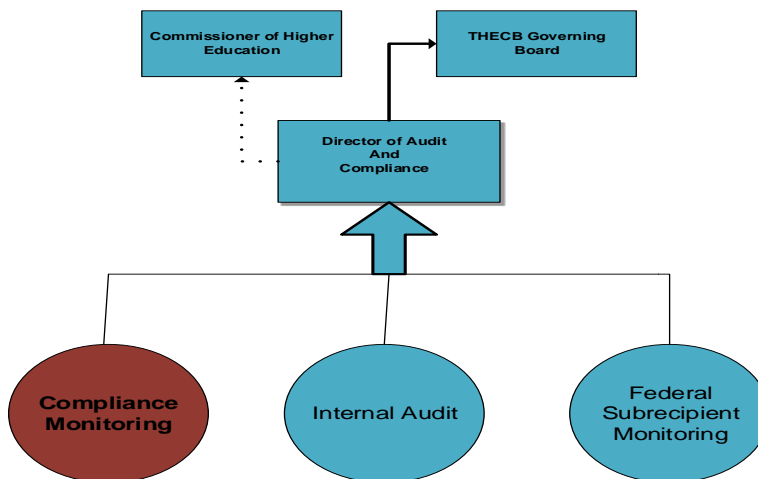 Commissioner of Higher
Education
THECB Governing
Board
Director of Audit
And
Compliance
Compliance
Monitoring
Internal Audit
Federal
Subrecipient
Monitoring